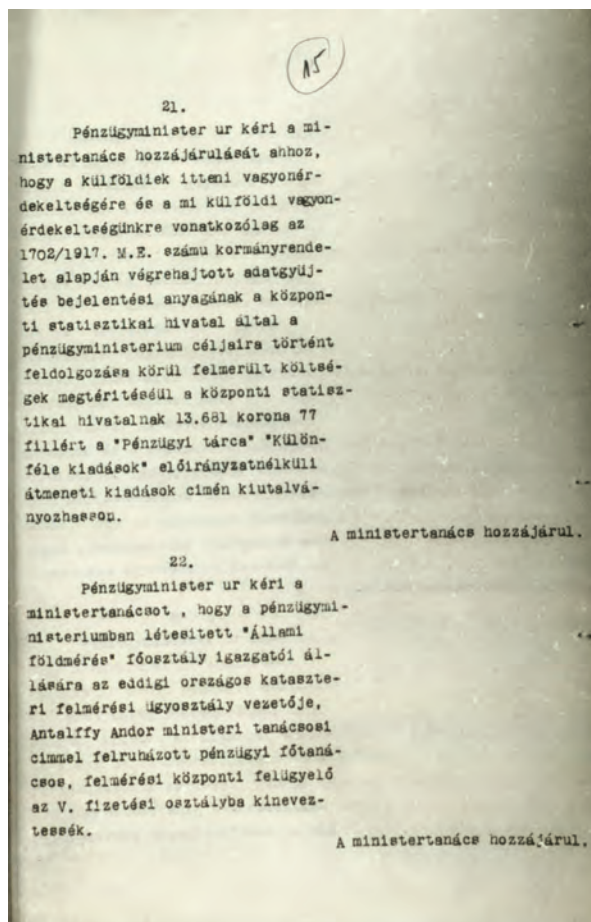 15
21.
Pénzügyminister ur kéri a mi-
nistertanács hozzájárulását ahhoz,
hogy a külföldiek itteni vagyonér-
dekeltségére és a mi külföldi vagyon-
érdekeltségünkre vonatkozólag az
1702/1917. M.E. számu kormányrende-
let alapján végrehajtott adatgyüj-
tés bejelentési anyagának a közpon-
ti statisztikai hivatal által a
pénzügyministerium céljaira történt
feldolgozása körül felmerült költsé-
gek megtéritéséül a központi statisz-
tikai hivatalnak 13.681 korona 77
fillért a "Pénzügyi tárca" "Külön-
féle kiadások" előirányzatnélküli
átmeneti kiadások cimén kiutalvá-
nyozhasson.
A ministertanács hozzájárul.
22.
Pénzügyminister ur kéri a
ministertanácsot , hogy a pénzügymi-
nisteriumban létesitett "Állami
földmérés" főosztály igazgatói ál-
lására az eddigi országos kataszte-
ri felmérési ügyosztály vezetője,
Antalffy Andor ministeri tanácsosi
cimmel felruházott pénzügyi főtaná-
csos, felmérési központi felügyelő
az V. fizetési osztályba kinevez-
tessék.
A ministertanács hozzájárul.